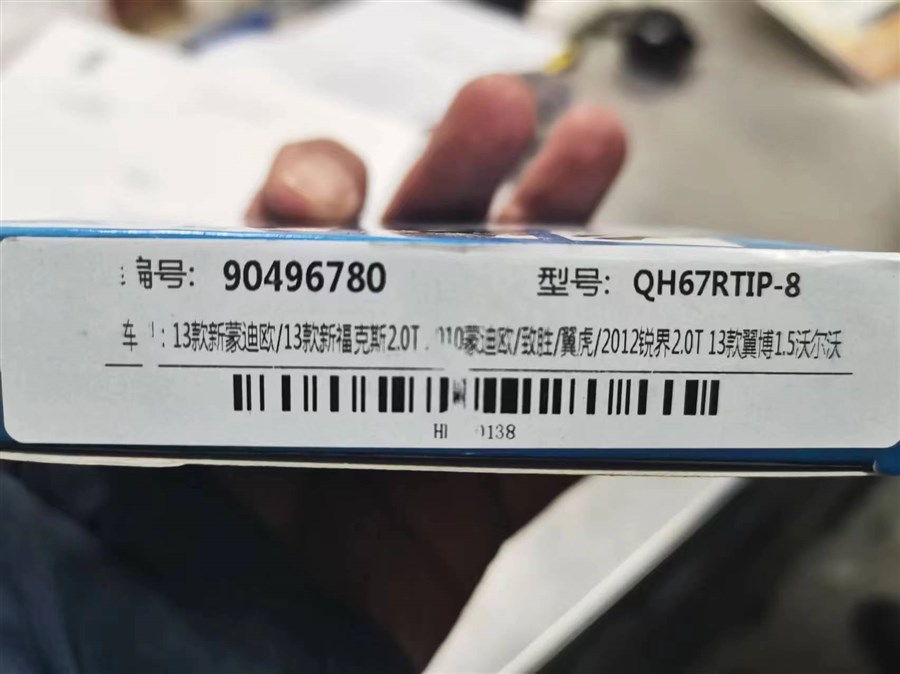 编号: 90496780 型号: QH67RTIP-8
车 : 13款新蒙迪欧/13款新福克斯2.0T 010蒙迪欧/致胜/翼虎/2012锐界2.0T 13款翼博1.5沃尔沃
H 0138